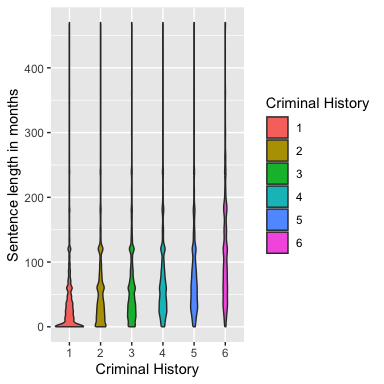 Sentence length in months
400
300
200
100
0
1 2 3 4 5 6
Criminal History
Criminal History
1
2
3
4
5
6